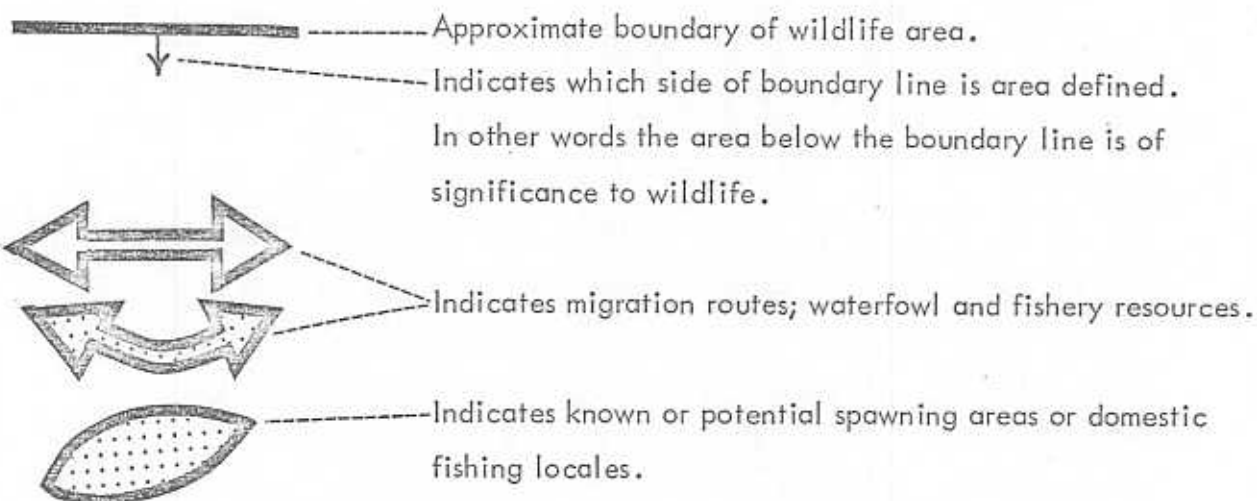 Approximate boundary of wildlife area.
Indicates which side of boundary line is area defined.
In other words the area below the boundary line is of
significance to wildlife.
Indicates migration routes; waterfowl and fishery resources.
Indicates known or potential spawning areas or domestic
fishing locales.